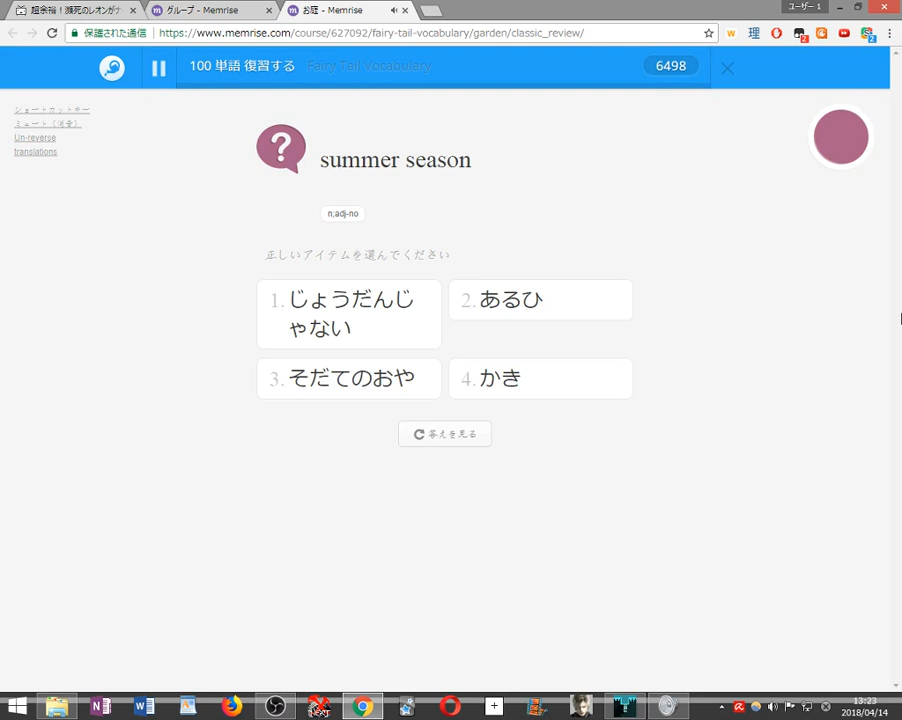 超余裕！瀕死のレオンがナ
グループ - Memrise
お庭 - Memrise
ユーザー 1
保護された通信
https://www.memrise.com/course/627092/fairy-tail-vocabulary/garden/classic_review/
100 単語 復習する
Fairy Tail Vocabulary
6498
ショートカットキー
ミュート（消音）
Un-reverse
translations
summer season
n;adj-no
正しいアイテムを選んでください
1. じょうだんじ
ゃない
2. あるひ
3. そだてのおや
4. かき
答えを見る
13:23
2018/04/14